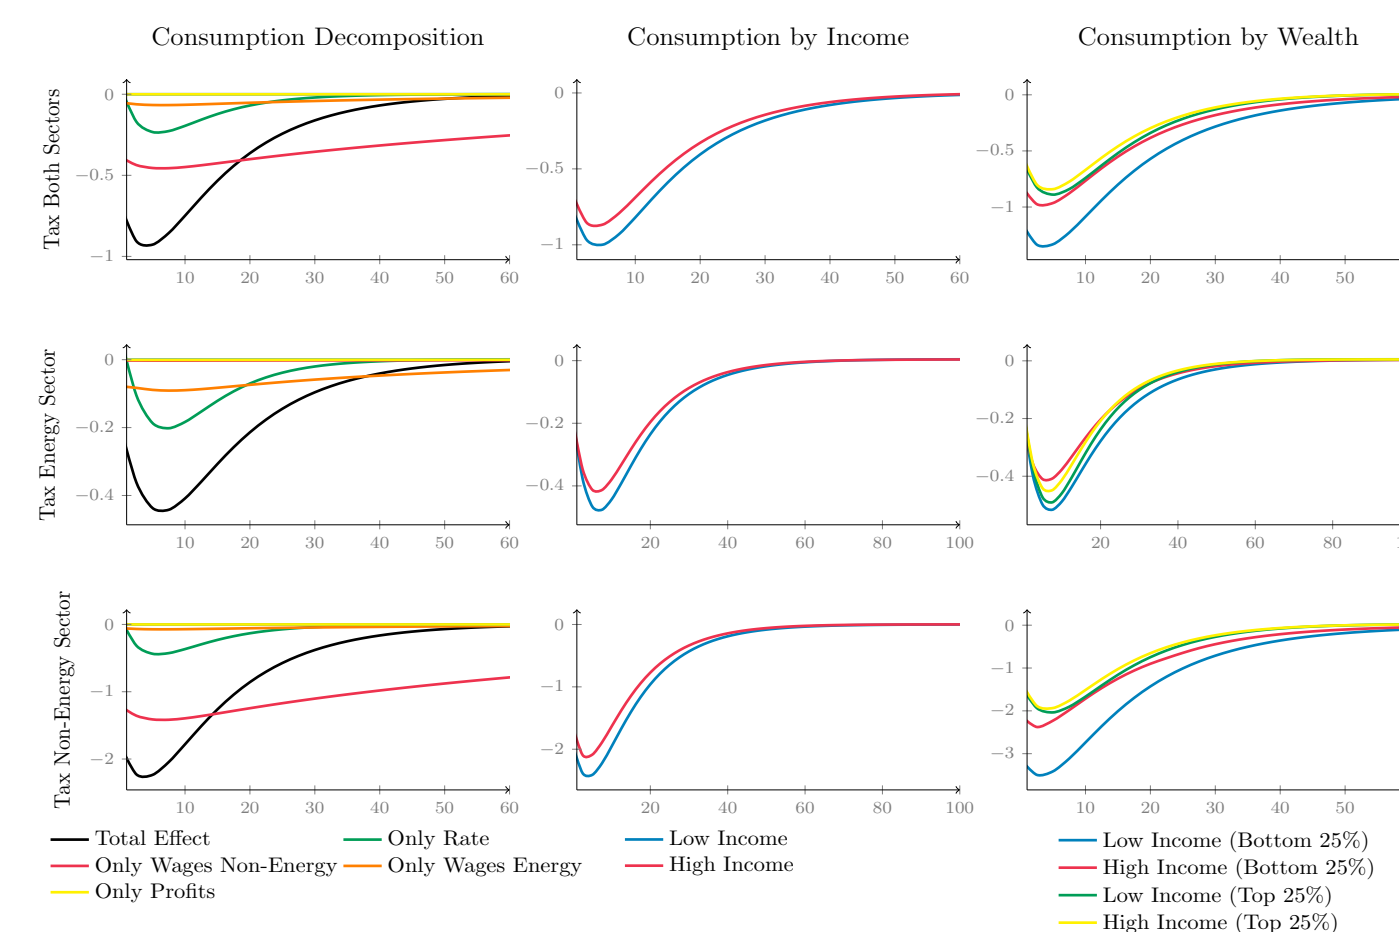 Consumption Decomposition
Consumption by Income
Consumption by Wealth
Tax Both Sectors
0
−0.5
−1
10 20 30 40 50 60
0
−0.5
−1
10 20 30 40 50 60
0
−0.5
−1
10 20 30 40 50
Tax Energy Sector
0
−0.2
−0.4
10 20 30 40 50 60
0
−0.2
−0.4
20 40 60 80 100
0
−0.2
−0.4
20 40 60 80
Tax Non-Energy Sector
0
−1
−2
10 20 30 40 50 60
0
−1
−2
20 40 60 80 100
0
−1
−2
−3
10 20 30 40 50
Total Effect
Only Rate
Only Wages Non-Energy
Only Wages Energy
Only Profits
Low Income
High Income
Low Income (Bottom 25%)
High Income (Bottom 25%)
Low Income (Top 25%)
High Income (Top 25%)